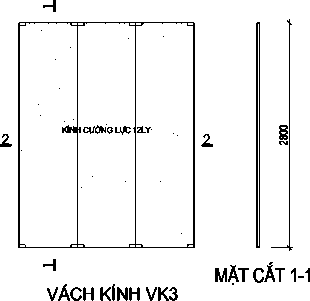 1
KÍNH CƯỜNG LỰC 12LY
2
2
2800
1
MẶT CẮT 1-1
VÁCH KÍNH VK3